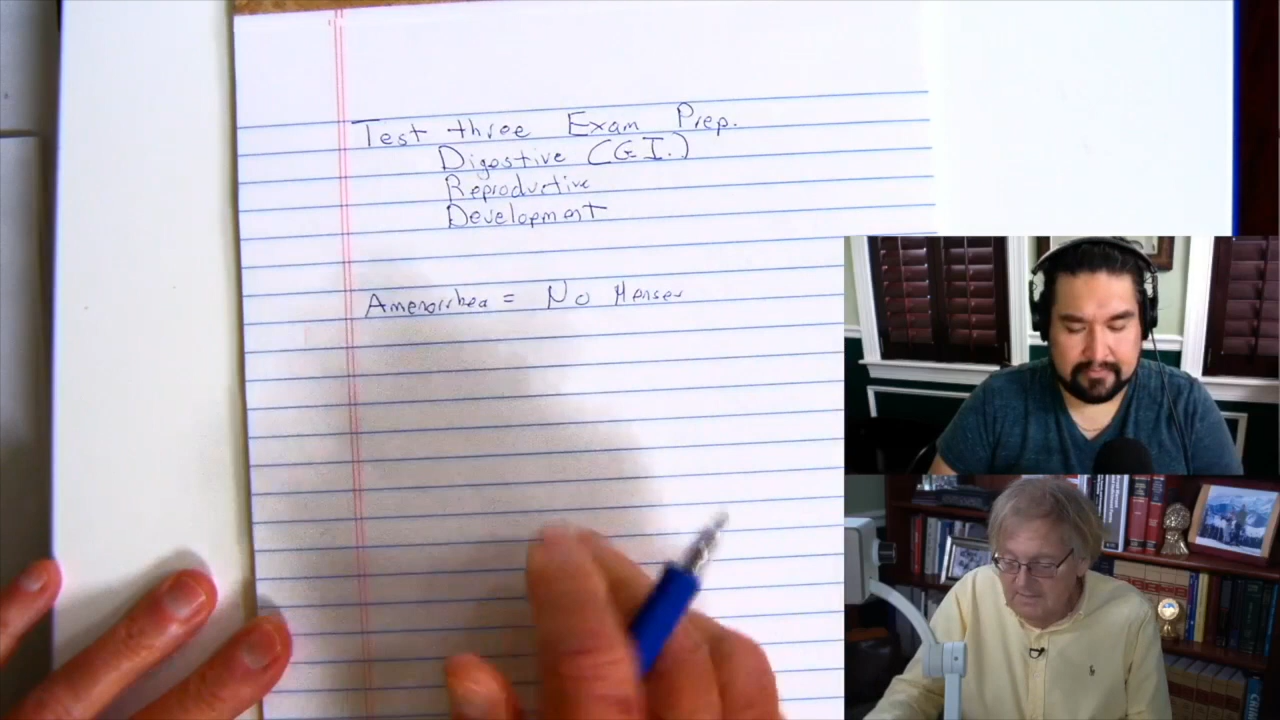 Test three Exam Prep.
Digestive (G.I.)
Reproductive
Development
Amenorrhea = No Menses